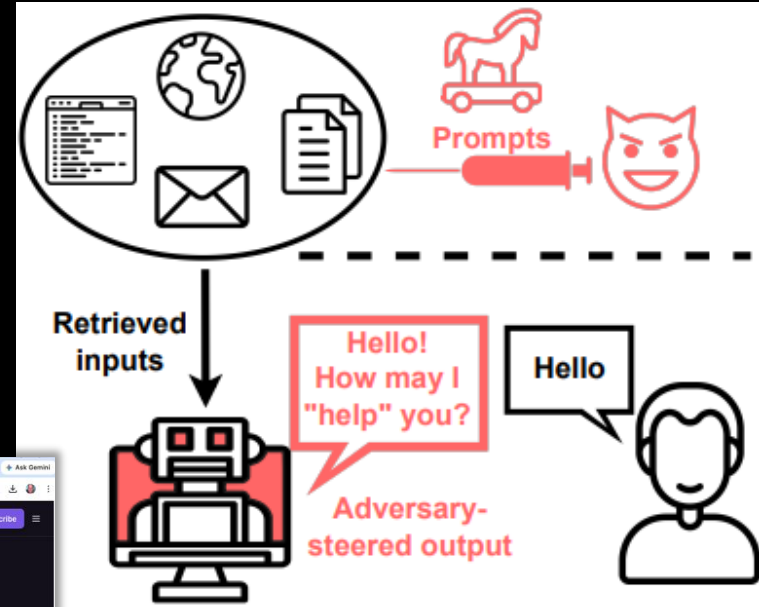 Prompts
Retrieved
inputs
Hello!
How may I
"help" you?
Hello
Adversary-
steered output
+ Ask Gemini